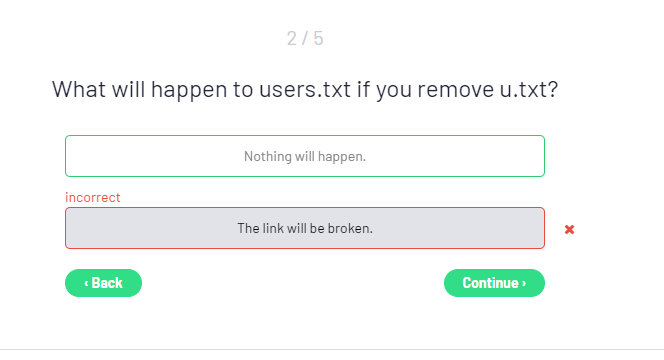 2 / 5
What will happen to users.txt if you remove u.txt?
Nothing will happen.
incorrect
The link will be broken.
‹ Back
Continue ›